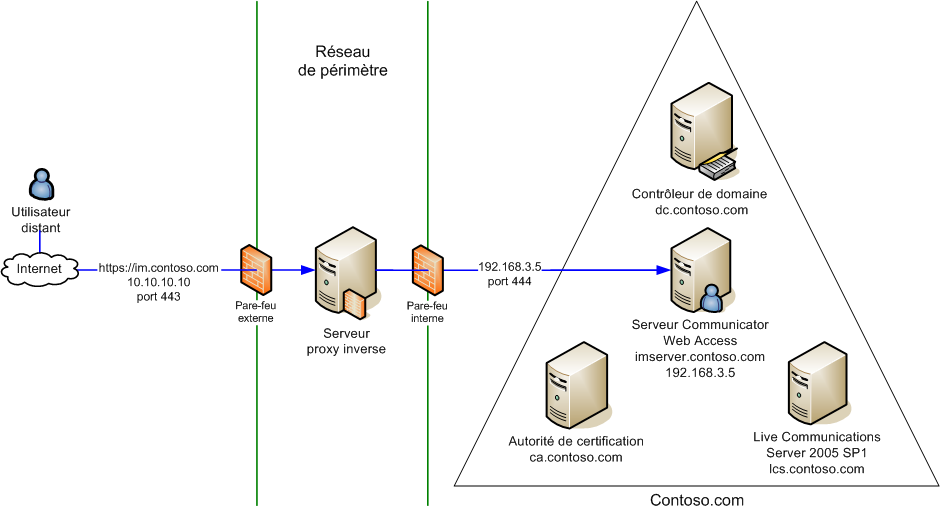 Réseau
de périmètre
Utilisateur
distant
Internet
https://im.contoso.com
10.10.10.10
port 443
Pare-feu
externe
Serveur
proxy inverse
Pare-feu
interne
192.168.3.5
port 444
Contrôleur de domaine
dc.contoso.com
Serveur Communicator
Web Access
imserver.contoso.com
192.168.3.5
Autorité de certification
ca.contoso.com
Live Communications
Server 2005 SP1
lcs.contoso.com
Contoso.com